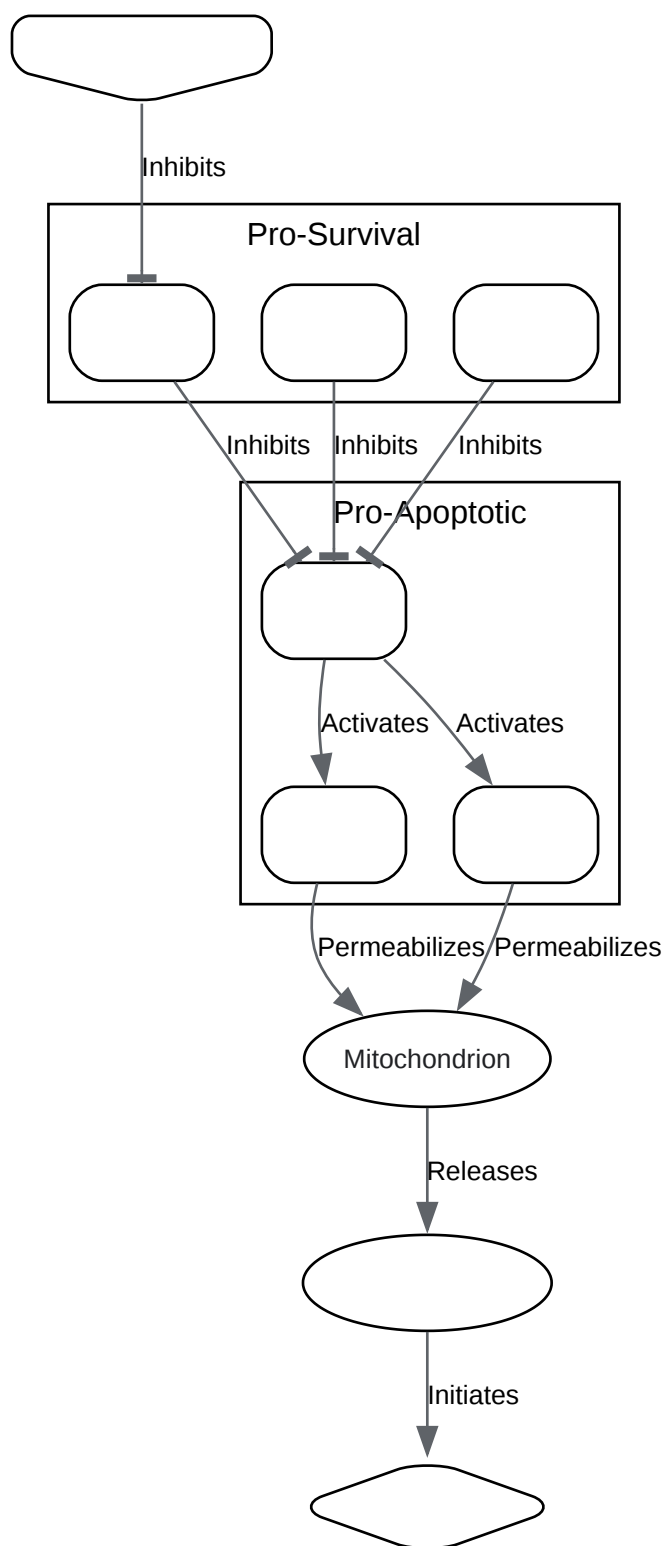 Inhibits
Pro-Survival
Inhibits
Inhibits
Inhibits
Pro-Apoptotic
Activates
Activates
Permeabilizes
Permeabilizes
Mitochondrion
Releases
Initiates